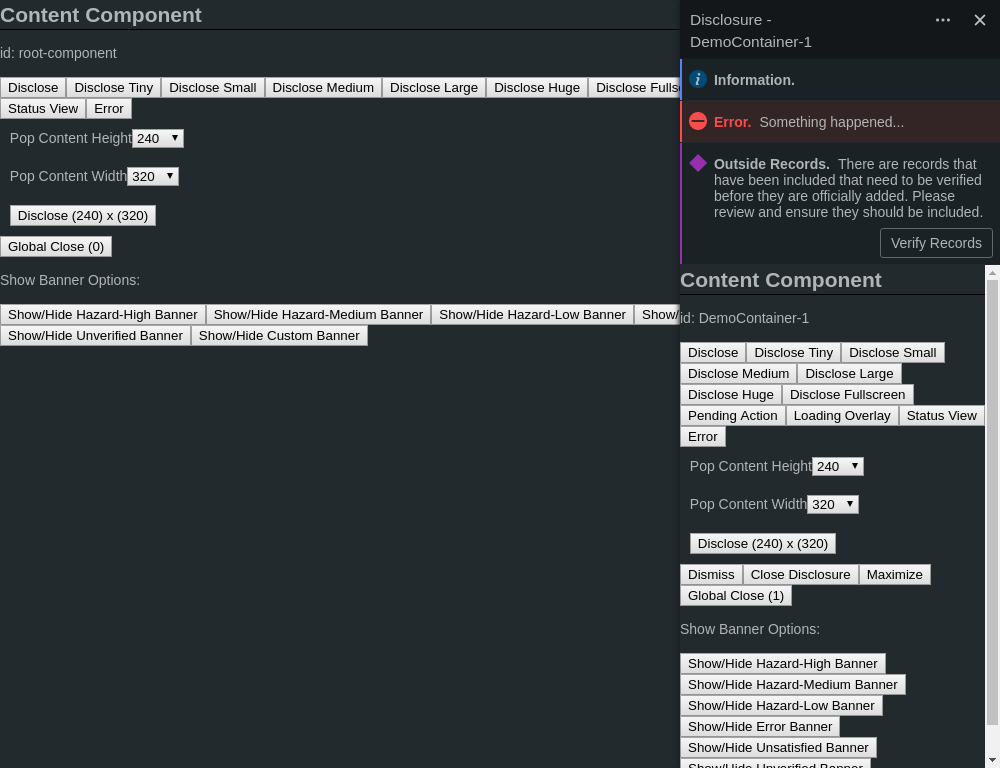 Content Component
id: root-component
Disclose Disclose Tiny Disclose Small Disclose Medium Disclose Large Disclose Huge Disclose
Status View Error
Pop Content Height 240
Pop Content Width 320
Disclose (240) x (320)
Global Close (0)
Show Banner Options:
Show/Hide Hazard-High Banner Show/Hide Hazard-Medium Banner Show/Hide Hazard-Low Banner
Show/Hide Unverified Banner Show/Hide Custom Banner
Disclosure -
DemoContainer-1
Information.
Error. Something happened...
Outside Records. There are records that
have been included that need to be verified
before they are officially added. Please
review and ensure they should be included.
Verify Records
Content Component
id: DemoContainer-1
Disclose Disclose Tiny Disclose Small
Disclose Medium Disclose Large
Disclose Huge Disclose Fullscreen
Pending Action Loading Overlay Status View
Error
Pop Content Height 240
Pop Content Width 320
Disclose (240) x (320)
Dismiss Close Disclosure Maximize
Global Close (1)
Show Banner Options:
Show/Hide Hazard-High Banner
Show/Hide Hazard-Medium Banner
Show/Hide Hazard-Low Banner
Show/Hide Error Banner
Show/Hide Unsatisfied Banner
Show/Hide Unverified Banner